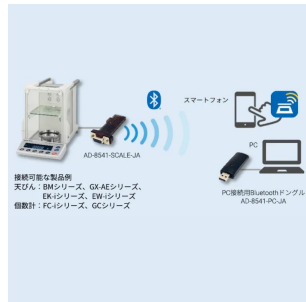 スマートフォン
AD-8541-SCALE-JA
PC
接続可能な製品例
天びん：BMシリーズ、GX-AEシリーズ、
EK-iシリーズ、EW-iシリーズ
個数計：FC-iシリーズ、GCシリーズ
PC接続用Bluetoothドングル
AD-8541-PC-JA